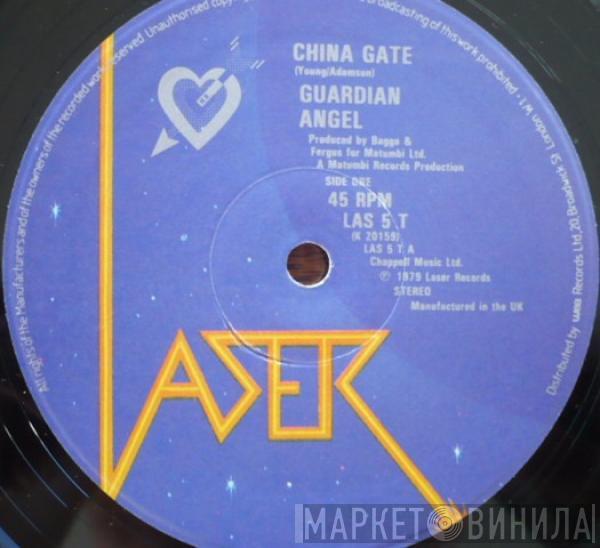 CHINA GATE
(Young/Adamson)
GUARDIAN
ANGEL
Produced by Bagga &
Fergus for Matumbi Ltd.
A Matumbi Records Production
SIDE ONE
45 RPM
LAS 5 T
(K 20159)
LAS 5 T A
Chappell Music Ltd.
℗ 1979 Laser Records
STEREO
Manufactured in the UK
LASER
All rights of the Manufacturers and of the owners of the recorded work reserved. Unauthorised
broadcasting of this work prohibited •
Distributed by wea Records Ltd, 20, Broadwick St London W1 •
МАРКЕТ ВИНИЛА